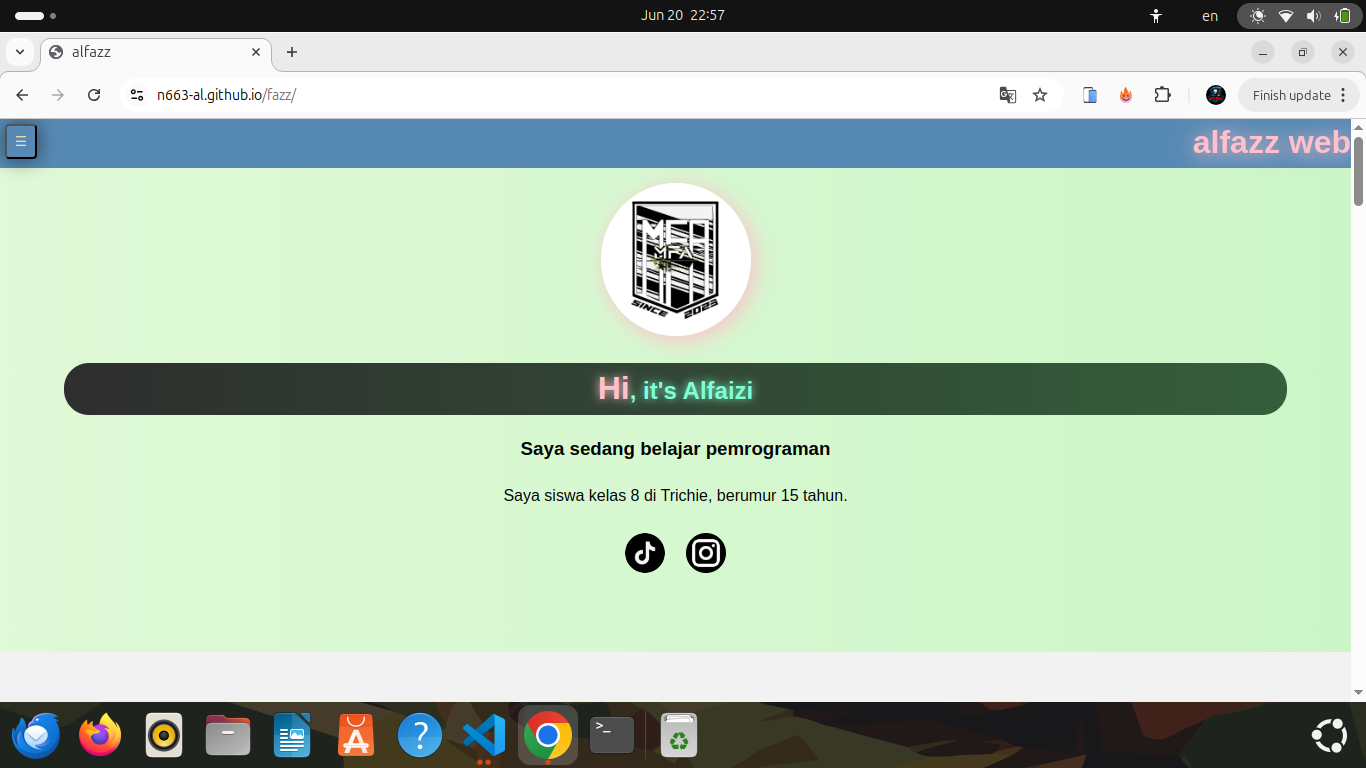 Jun 20 22:57
en
alfazz
n663-al.github.io/fazz/
Finish update
☰
alfazz web
MFA
SINCE 2023
Hi, it's Alfaizi
Saya sedang belajar pemrograman
Saya siswa kelas 8 di Trichie, berumur 15 tahun.